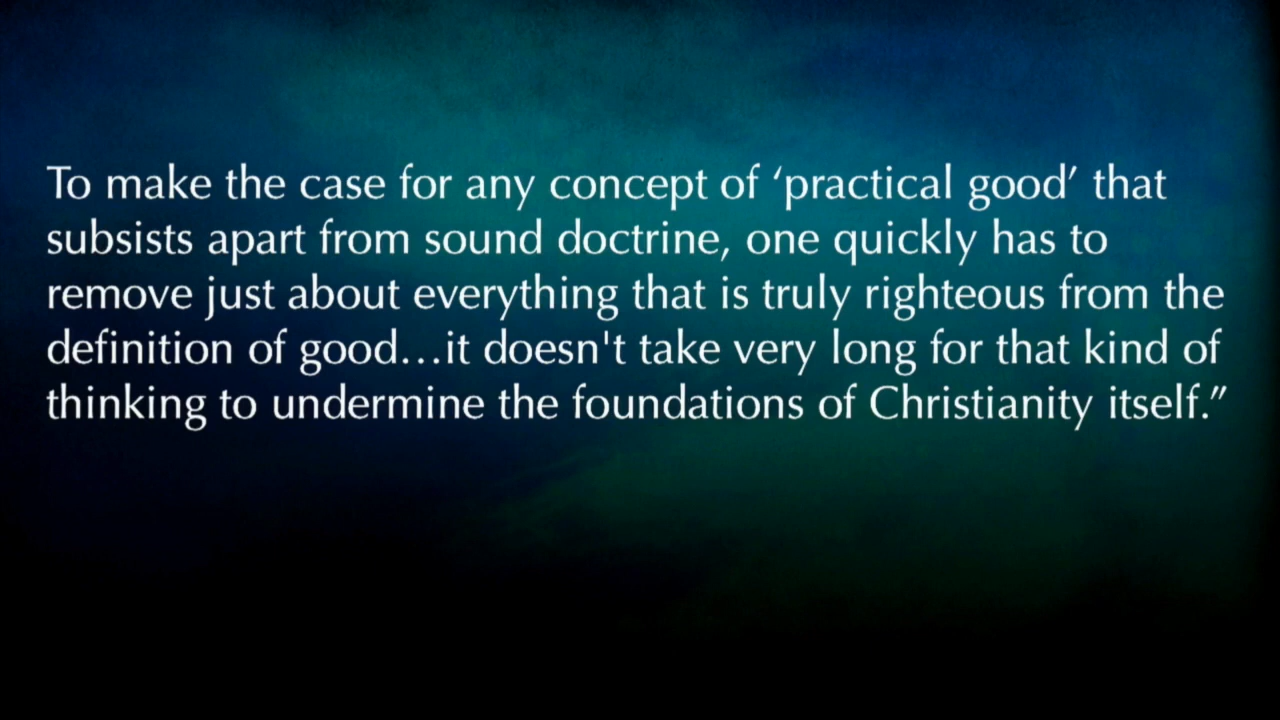 To make the case for any concept of ‘practical good’ that
subsists apart from sound doctrine, one quickly has to
remove just about everything that is truly righteous from the
definition of good…it doesn't take very long for that kind of
thinking to undermine the foundations of Christianity itself.”